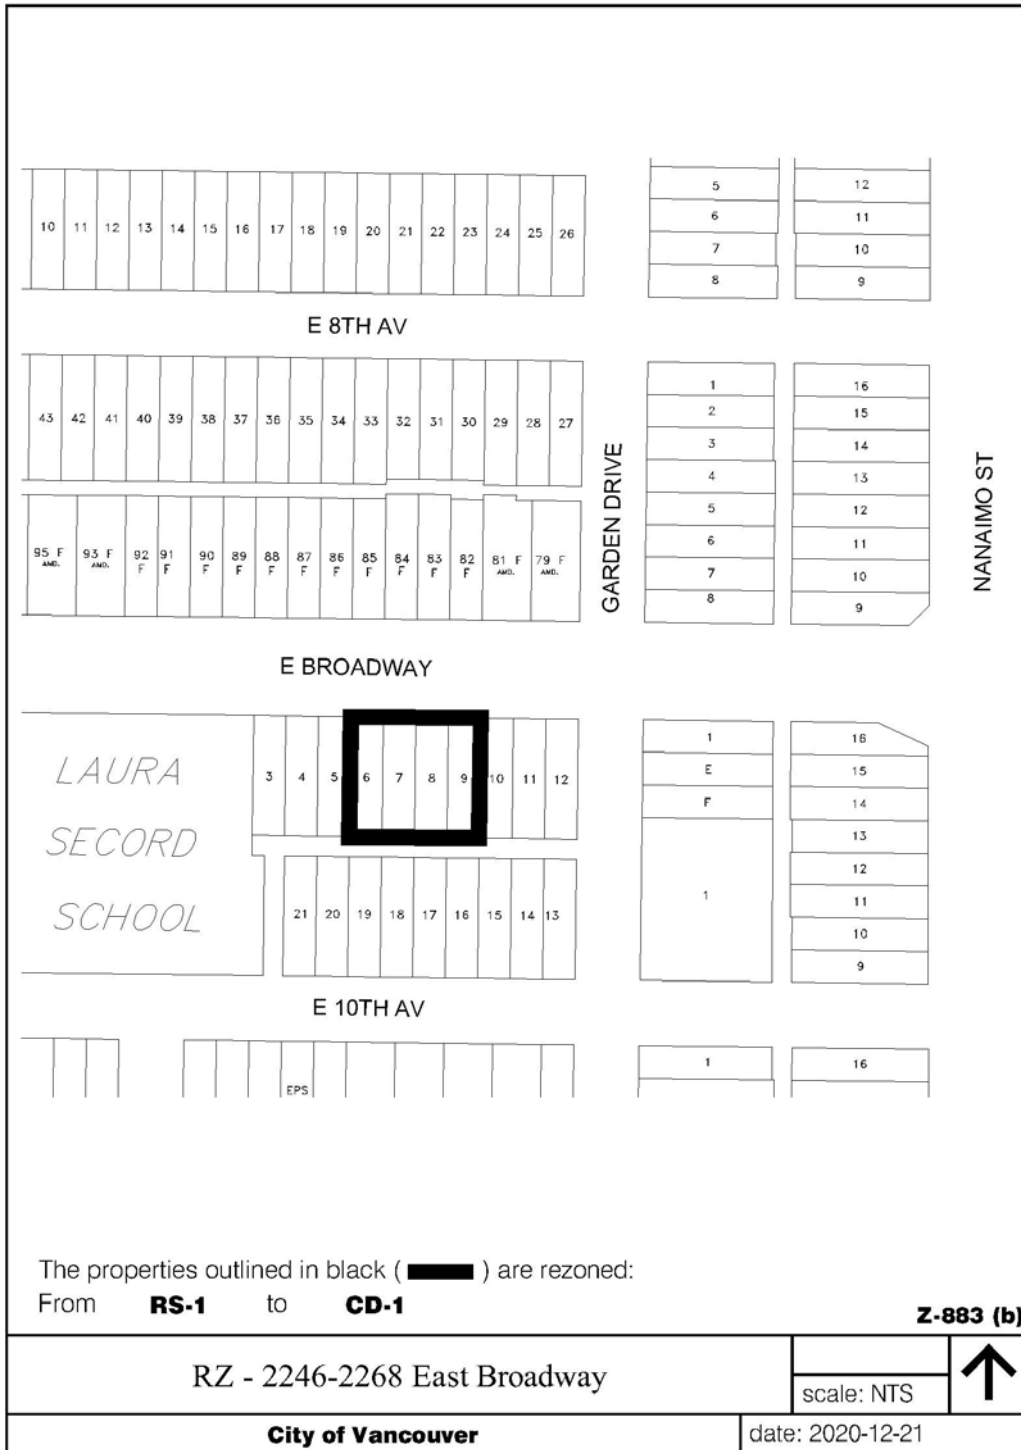 5 12
10 11 12 13 14 15 16 17 18 19 20 21 22 23 24 25 26
6 11
7 10
8 9
E 8TH AV
1 16
43 42 41 40 39 38 37 36 35 34 33 32 31 30 29 28 27
2 15
3 14
4 13
5 12
6 11
7 10
8 9
GARDEN DRIVE
NANAIMO ST
95 F 93 F 92 91 90 89 88 87 86 85 84 83 82 81 F 79 F
AMD. AMD. F F F F F F F F F F F AMD. AMD.
E BROADWAY
LAURA
SECORD
SCHOOL
3 4 5 6 7 8 9 10 11 12
1 16
E 15
F 14
13
12
1 11
10
9
21 20 19 18 17 16 15 14 13
E 10TH AV
EPS
1 16
The properties outlined in black ( ) are rezoned:
From RS-1 to CD-1
Z-883 (b)
RZ - 2246-2268 East Broadway
scale: NTS
City of Vancouver
date: 2020-12-21